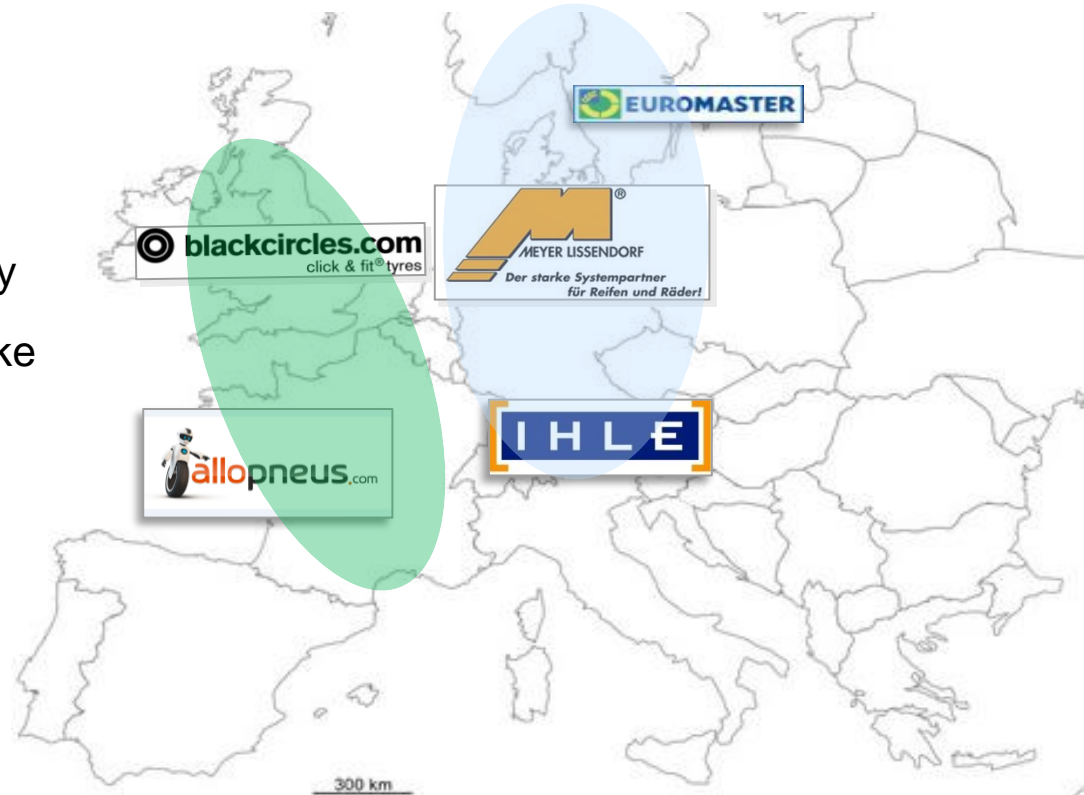 EUROMASTER
M®
MEYER LISSENDORF
Der starke Systempartner
für Reifen und Räder!
blackcircles.com
click & fit® tyres
y
ke
IHLE
allopneus.com
300 km